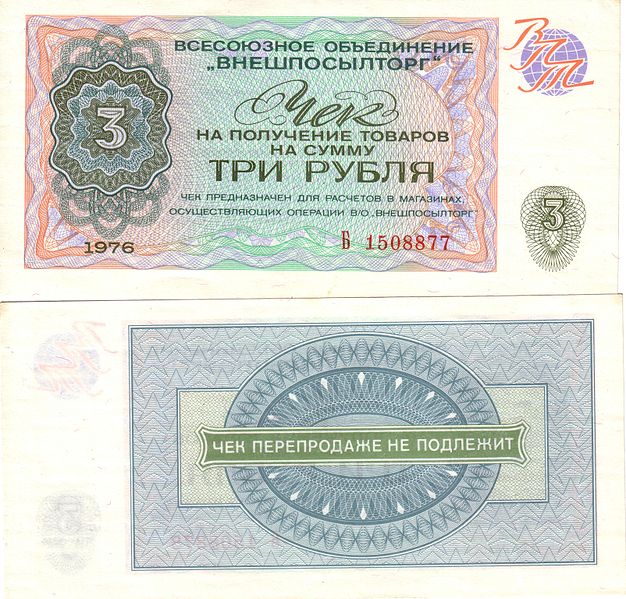 ВСЕСОЮЗНОЕ ОБЪЕДИНЕНИЕ
„ВНЕШПОСЫЛТОРГ“
ВПТ
3
Чек
НА ПОЛУЧЕНИЕ ТОВАРОВ
НА СУММУ
ТРИ РУБЛЯ
ЧЕК ПРЕДНАЗНАЧЕН ДЛЯ РАСЧЕТОВ В МАГАЗИНАХ,
ОСУЩЕСТВЛЯЮЩИХ ОПЕРАЦИИ В/О „ВНЕШПОСЫЛТОРГ“
3
1976
Б 1508877
ЧЕК ПЕРЕПРОДАЖЕ НЕ ПОДЛЕЖИТ